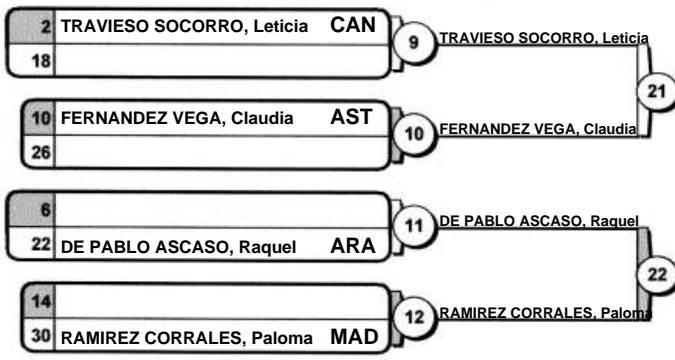 2 TRAVIESO SOCORRO, Leticia CAN
9 TRAVIESO SOCORRO, Leticia
18
21
10 FERNANDEZ VEGA, Claudia AST
10 FERNANDEZ VEGA, Claudia
26
6
11 DE PABLO ASCASO, Raquel
22 DE PABLO ASCASO, Raquel ARA
22
14
12 RAMIREZ CORRALES, Paloma
30 RAMIREZ CORRALES, Paloma MAD